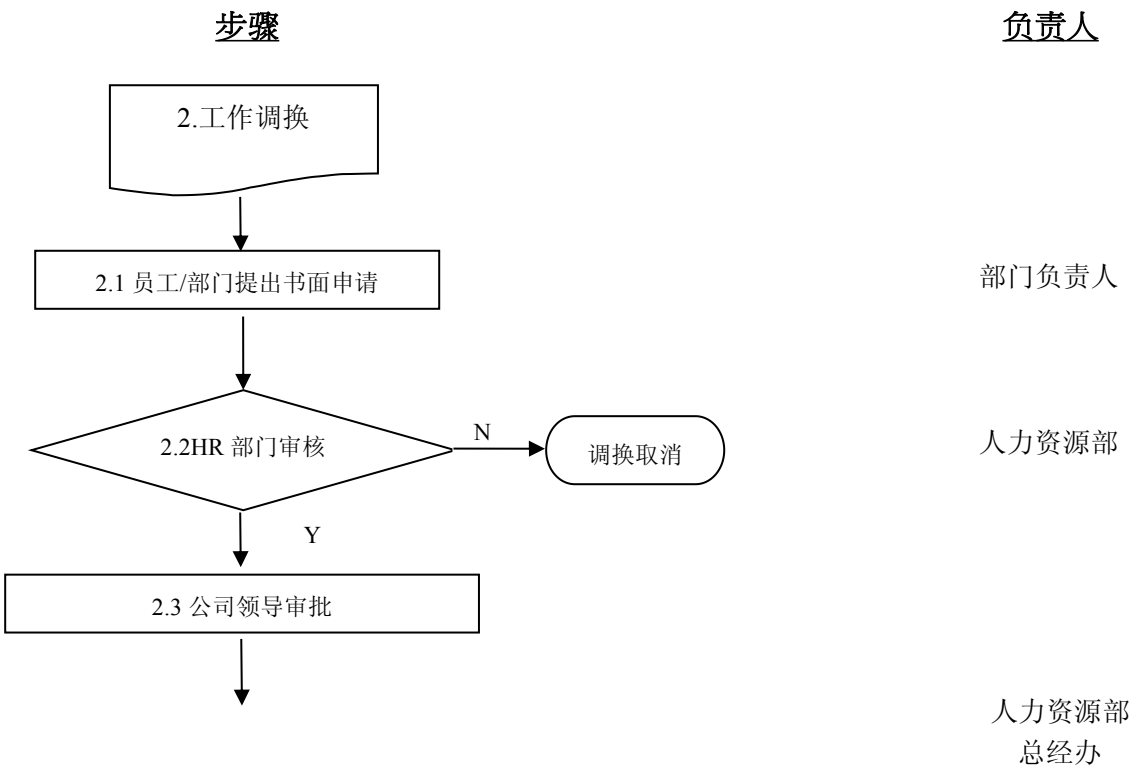 步骤 负责人
2.工作调换
2.1 员工/部门提出书面申请 部门负责人
2.2HR 部门审核 N 调换取消 人力资源部
Y
2.3 公司领导审批
人力资源部
总经办